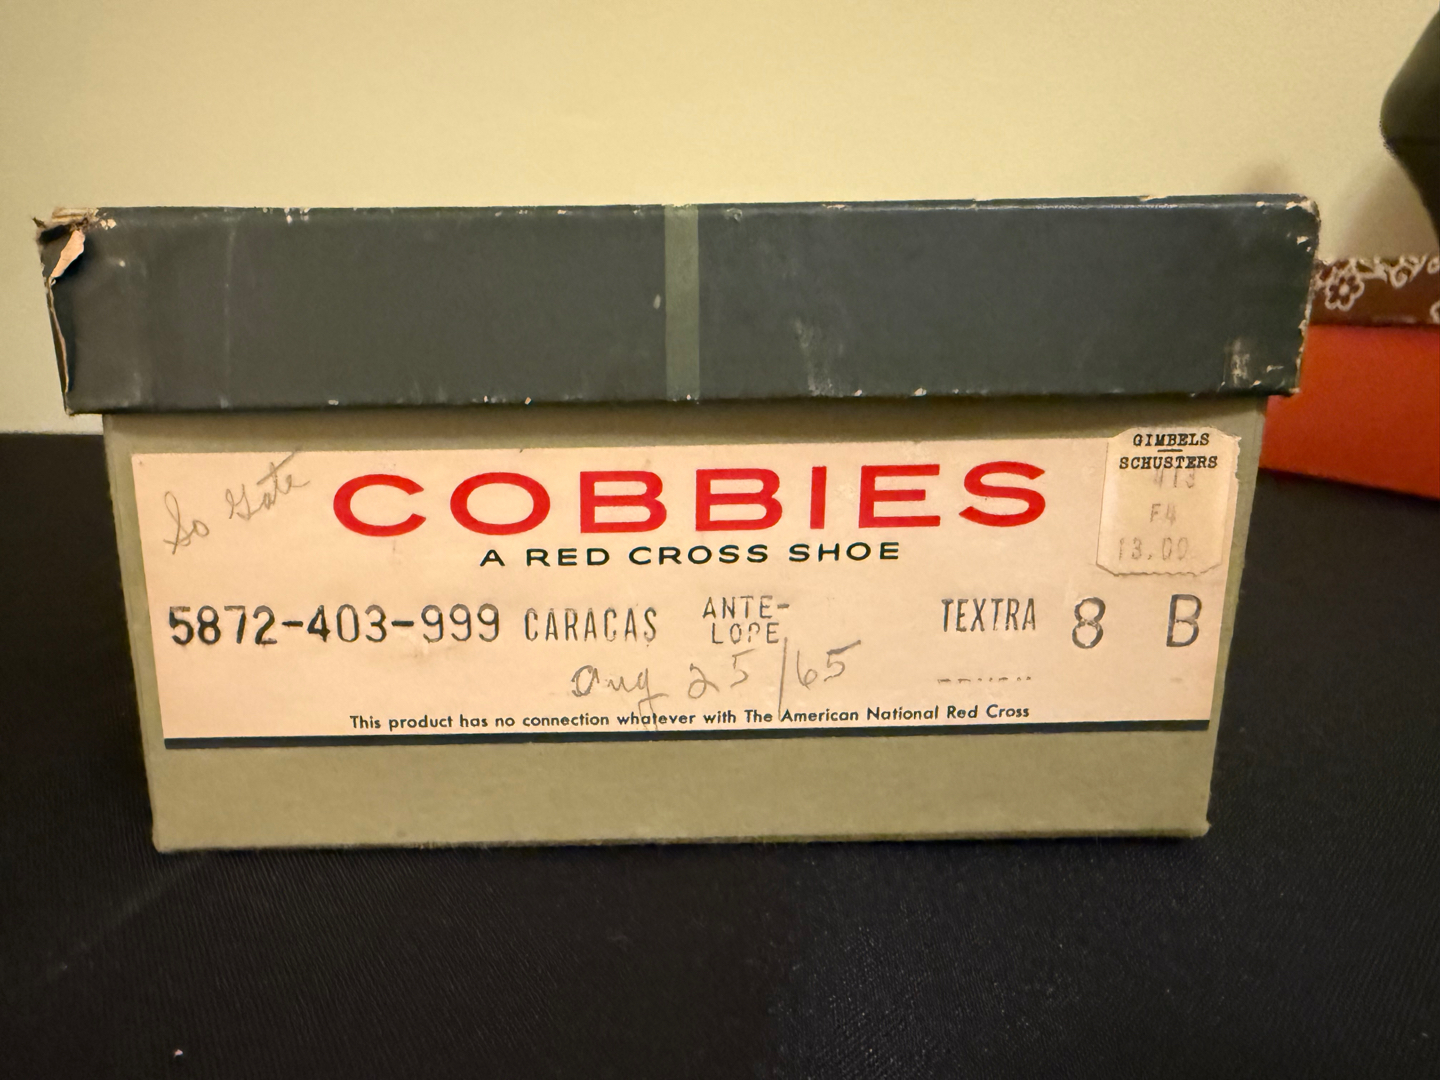 GIMBELS
SCHUSTERS
413
F4
13.00
So Gate
COBBIES
A RED CROSS SHOE
5872-403-999 CARACAS ANTE-
LOPE TEXTRA 8 B
Aug 25/65
This product has no connection whatever with The American National Red Cross